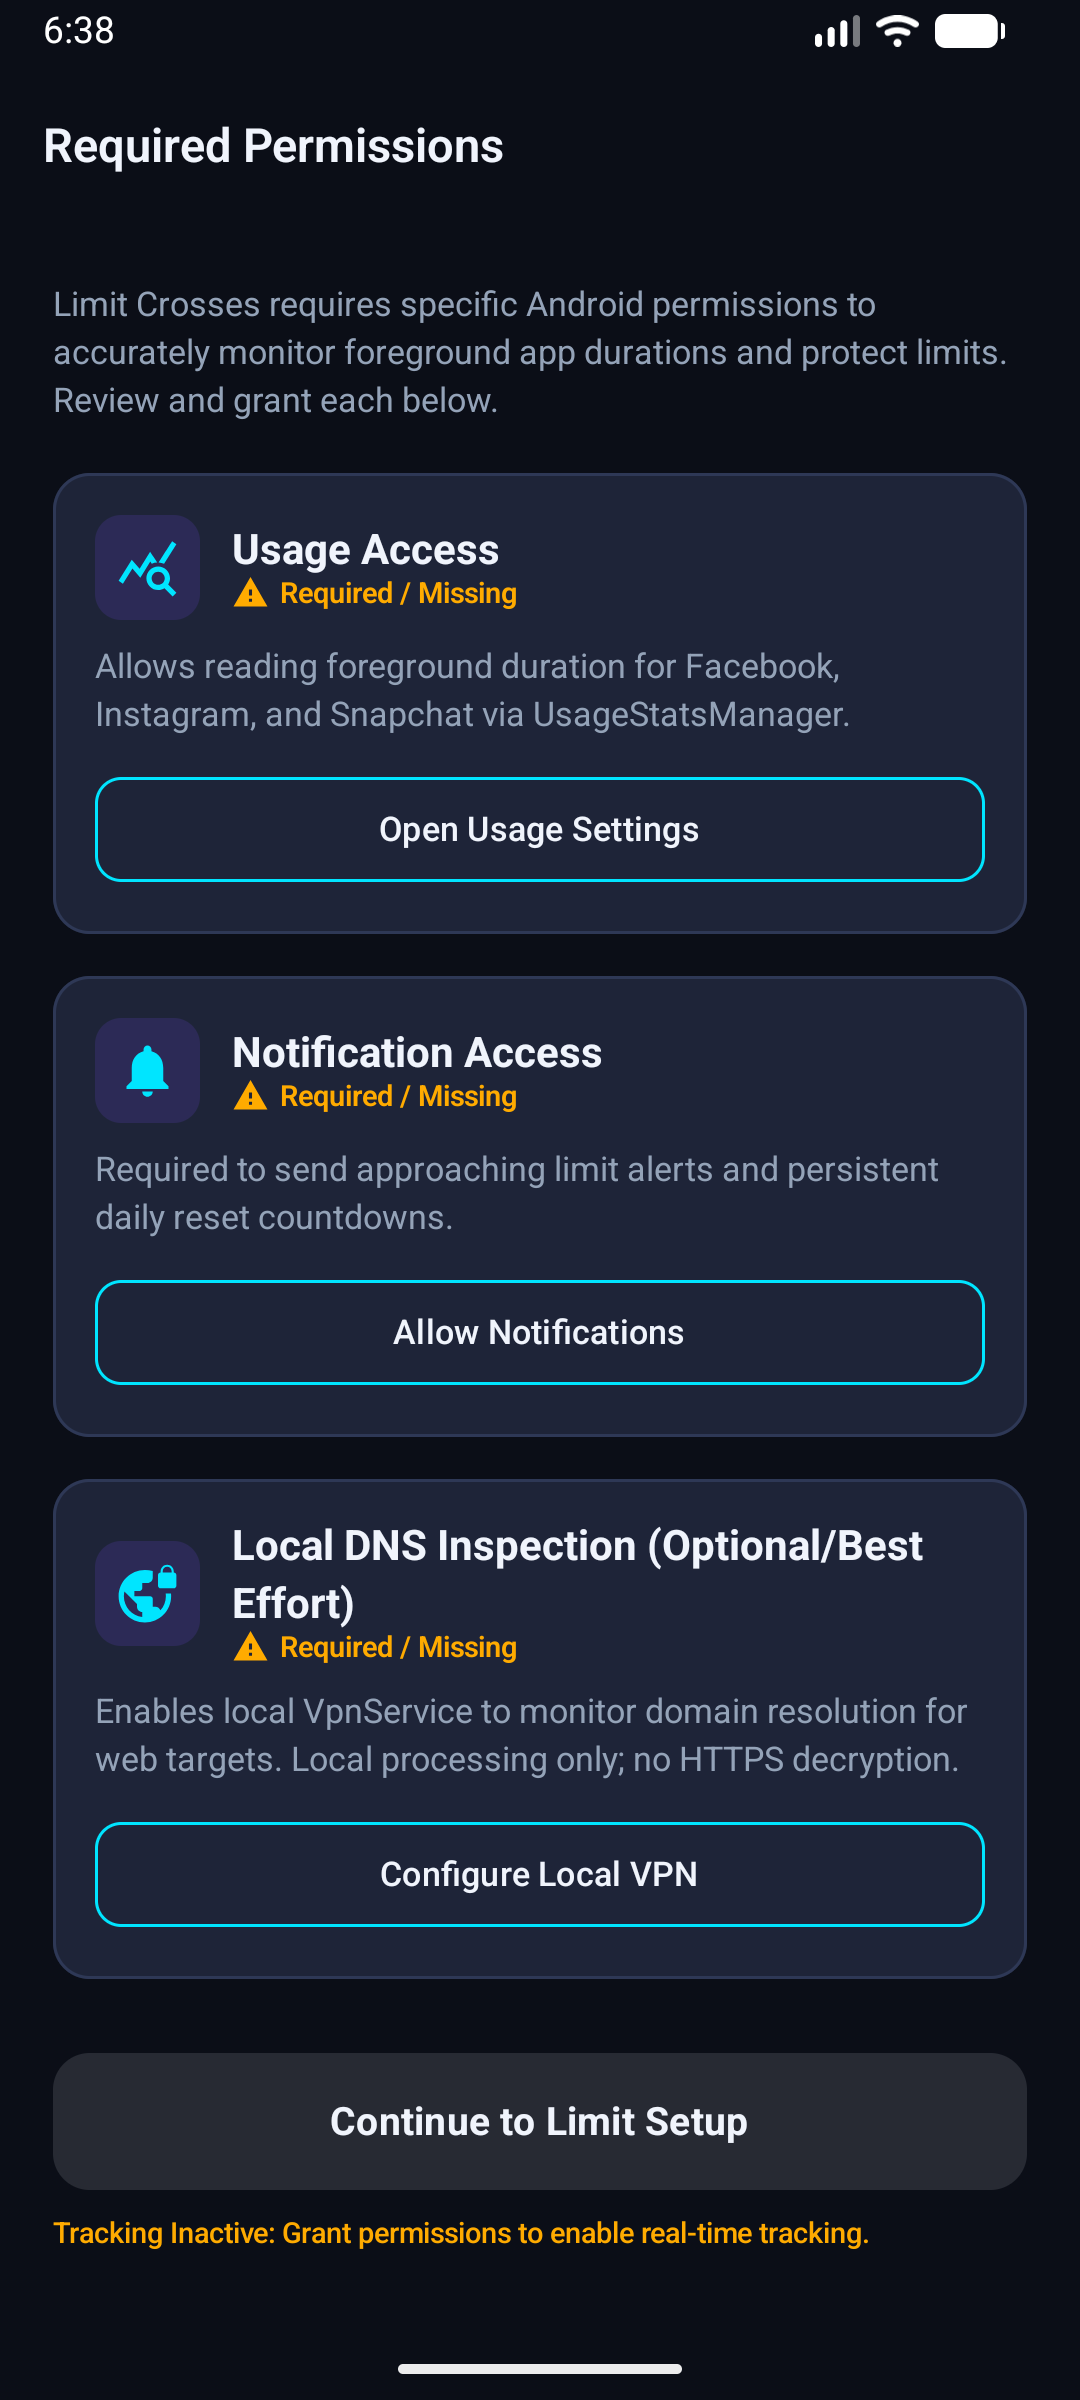 6:38
Required Permissions
Limit Crosses requires specific Android permissions to
accurately monitor foreground app durations and protect limits.
Review and grant each below.
Usage Access
Required / Missing
Allows reading foreground duration for Facebook,
Instagram, and Snapchat via UsageStatsManager.
Open Usage Settings
Notification Access
Required / Missing
Required to send approaching limit alerts and persistent
daily reset countdowns.
Allow Notifications
Local DNS Inspection (Optional/Best
Effort)
Required / Missing
Enables local VpnService to monitor domain resolution for
web targets. Local processing only; no HTTPS decryption.
Configure Local VPN
Continue to Limit Setup
Tracking Inactive: Grant permissions to enable real-time tracking.